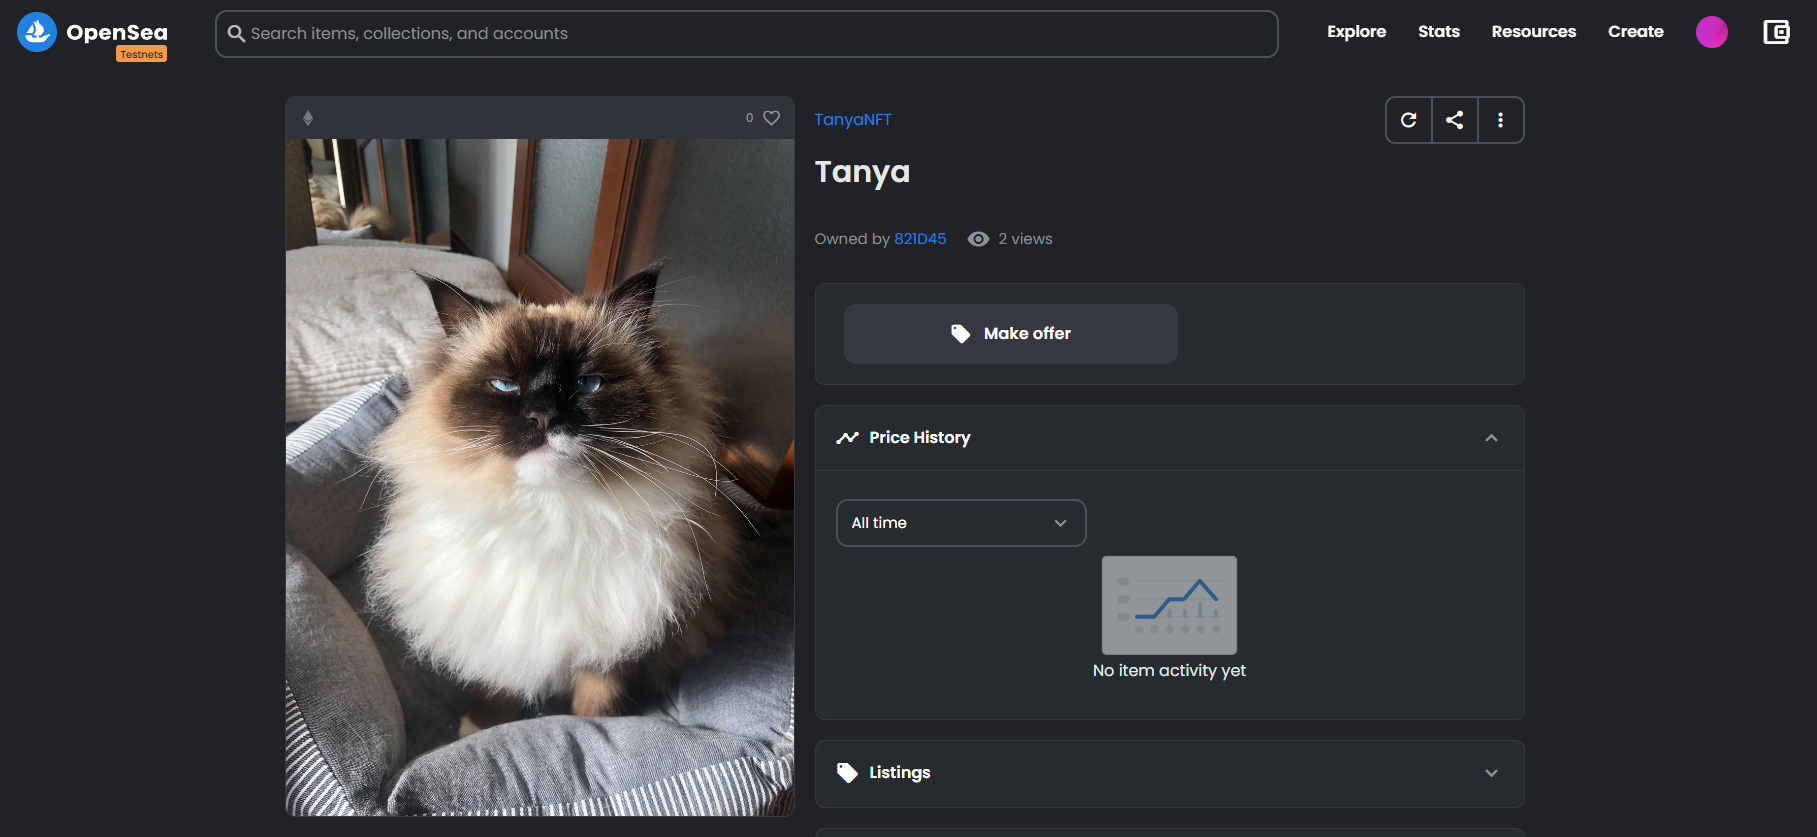 OpenSea
Testnets
Search items, collections, and accounts
Explore
Stats
Resources
Create
0
TanyaNFT
Tanya
Owned by 821D45
2 views
Make offer
Price History
All time
No item activity yet
Listings